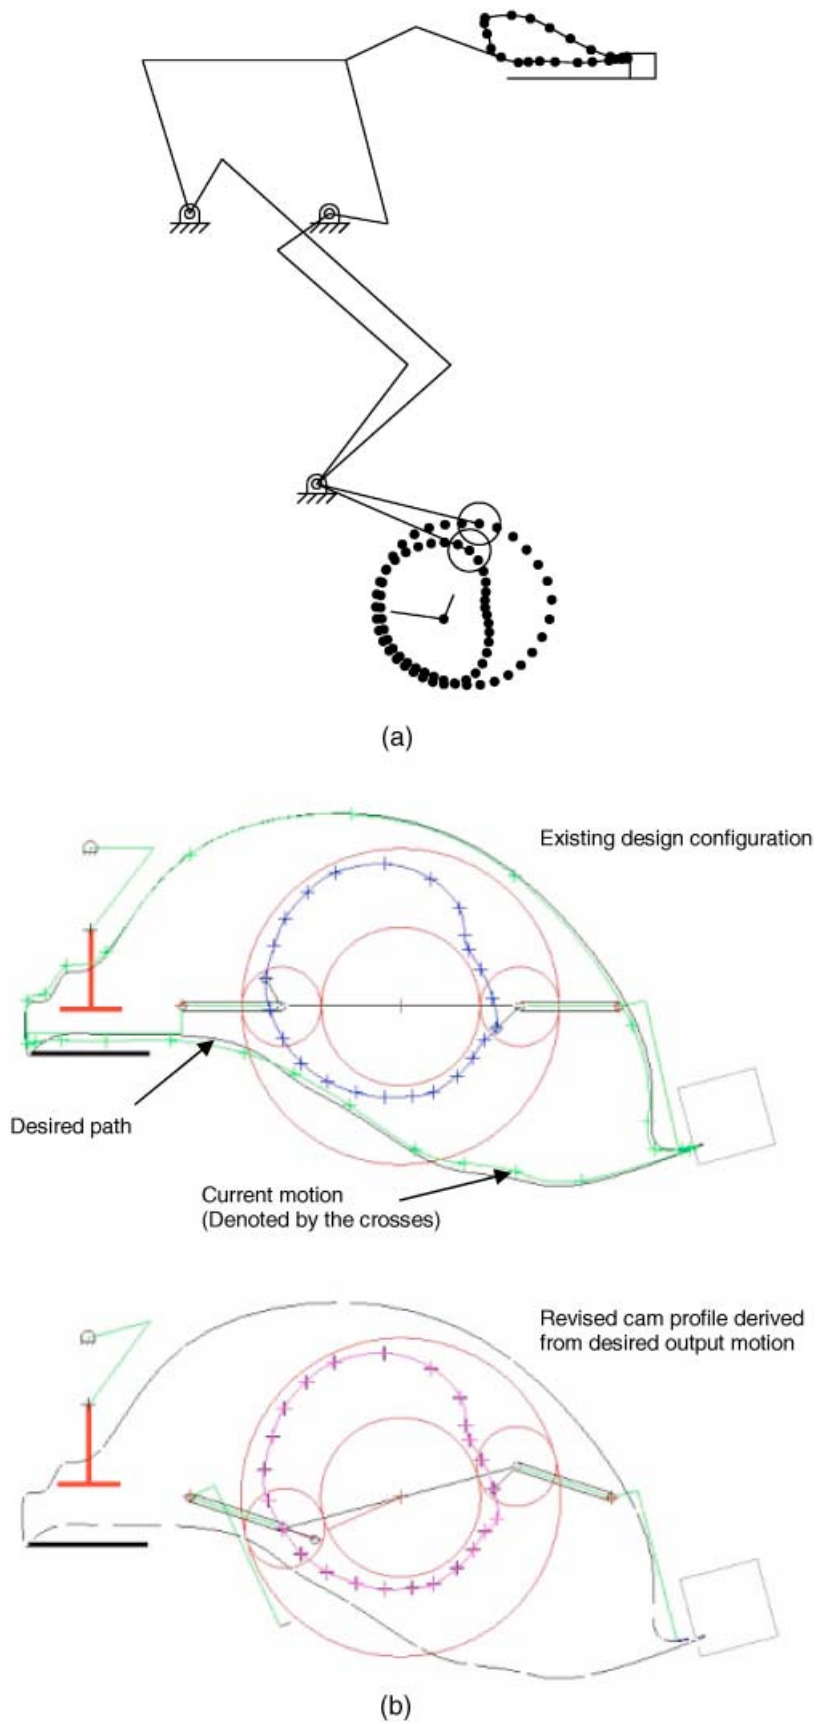 (a)
Existing design configuration
Desired path
Current motion
(Denoted by the crosses)
Revised cam profile derived
from desired output motion
(b)